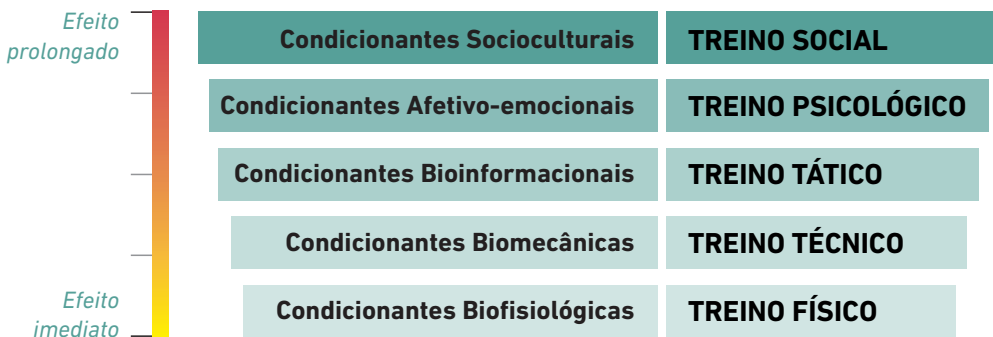 Efeito
prolongado
Condicionantes Socioculturais TREINO SOCIAL
Condicionantes Afetivo-emocionais TREINO PSICOLÓGICO
Condicionantes Bioinformacionais TREINO TÁTICO
Condicionantes Biomecânicas TREINO TÉCNICO
Efeito
imediato
Condicionantes Biofisiológicas TREINO FÍSICO